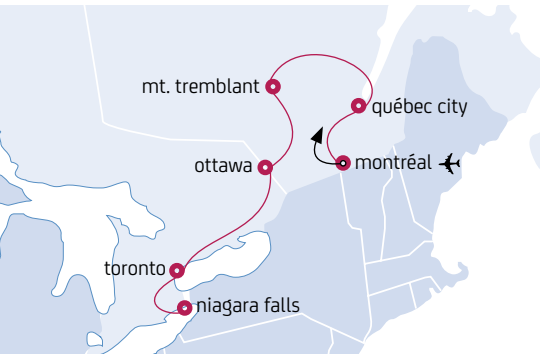 mt. tremblant
québec city
ottawa
montréal
toronto
niagara falls